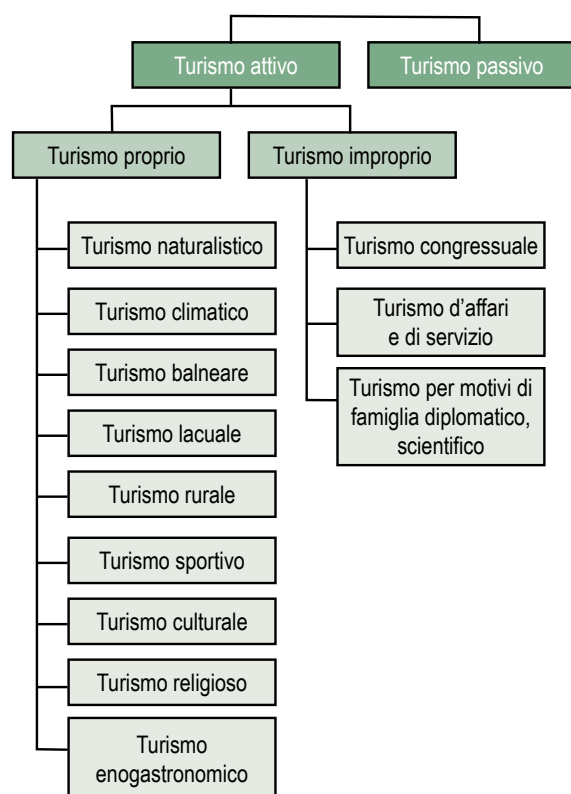 Turismo attivo
Turismo passivo
Turismo proprio
Turismo improprio
Turismo naturalistico
Turismo climatico
Turismo balneare
Turismo lacuale
Turismo rurale
Turismo sportivo
Turismo culturale
Turismo religioso
Turismo
enogastronomico
Turismo congressuale
Turismo d’affari
e di servizio
Turismo per motivi di
famiglia diplomatico,
scientifico